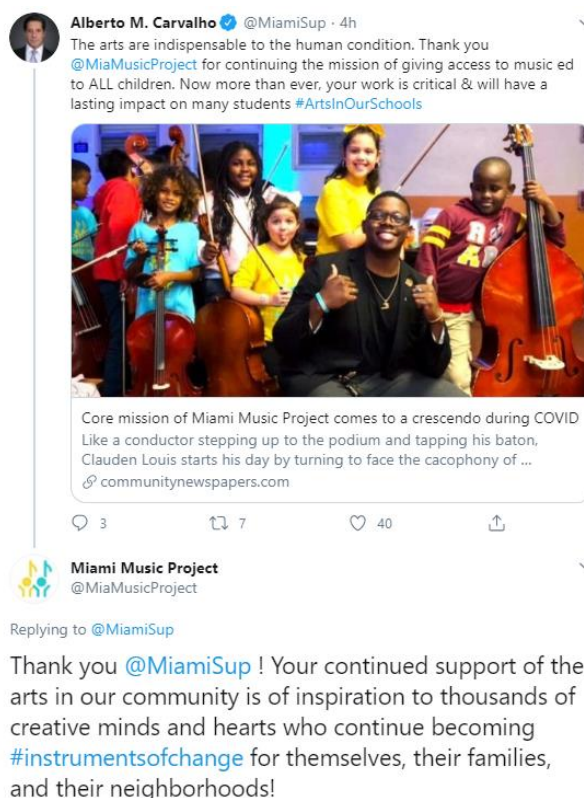 Alberto M. Carvalho @MiamiSup · 4h
The arts are indispensable to the human condition. Thank you
@MiaMusicProject for continuing the mission of giving access to music ed
to ALL children. Now more than ever, your work is critical & will have a
lasting impact on many students #ArtsInOurSchools
Core mission of Miami Music Project comes to a crescendo during COVID
Like a conductor stepping up to the podium and tapping his baton,
Clauden Louis starts his day by turning to face the cacophony of ...
communitynewspapers.com
3 7 40
Miami Music Project
@MiaMusicProject
Replying to @MiamiSup
Thank you @MiamiSup ! Your continued support of the
arts in our community is of inspiration to thousands of
creative minds and hearts who continue becoming
#instrumentsofchange for themselves, their families,
and their neighborhoods!